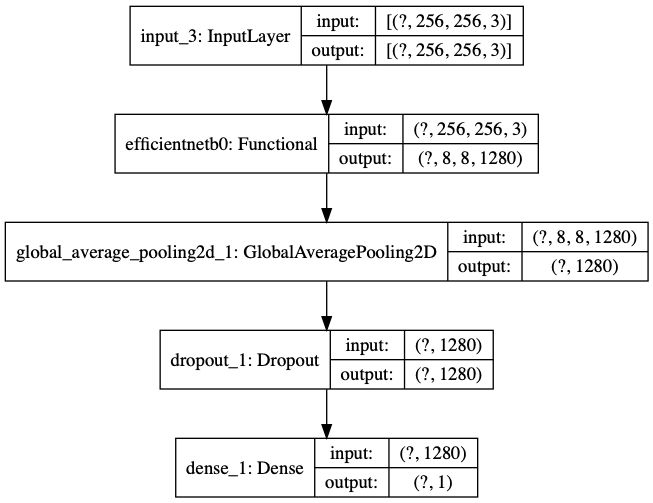 input_3: InputLayer
input: [(?, 256, 256, 3)]
output: [(?, 256, 256, 3)]
efficientnetb0: Functional
input: (?, 256, 256, 3)
output: (?, 8, 8, 1280)
global_average_pooling2d_1: GlobalAveragePooling2D
input: (?, 8, 8, 1280)
output: (?, 1280)
dropout_1: Dropout
input: (?, 1280)
output: (?, 1280)
dense_1: Dense
input: (?, 1280)
output: (?, 1)